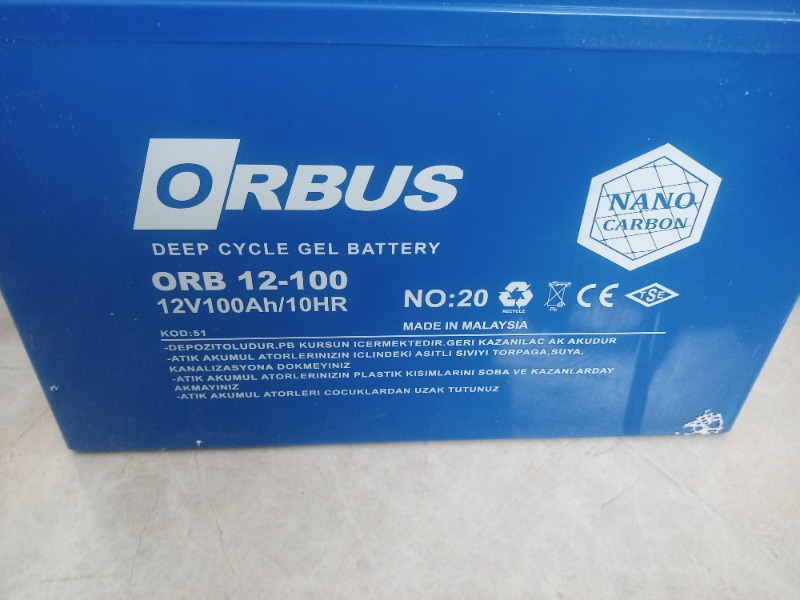 ORBUS
NANO
CARBON
DEEP CYCLE GEL BATTERY
ORB 12-100
12V100Ah/10HR
NO:20
RECYCLE
Pb
CE
TSE
KOD:51
MADE IN MALAYSIA
-DEPOZITOLUDUR.PB KURSUN ICERMEKTEDIR.GERI KAZANILAC AK AKUDUR
-ATIK AKUMUL ATORLERINIZIN ICLINDEKI ASITLI SIVIYI TORPAGA,SUYA,
KANALIZASYONA DOKMEYINIZ
-ATIK AKUMUL ATORLERINIZIN PLASTIK KISIMLARINI SOBA VE KAZANLARDAY
AKMAYINIZ
-ATIK AKUMUL ATORLERI COCUKLARDAN UZAK TUTUNUZ